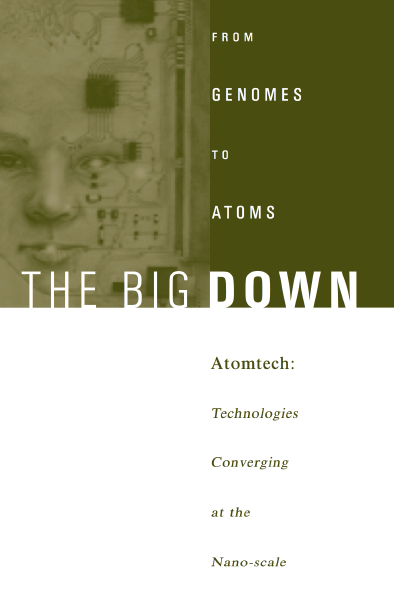 FROM
GENOMES
TO
ATOMS
THE BIG DOWN
Atomtech:
Technologies
Converging
at the
Nano-scale